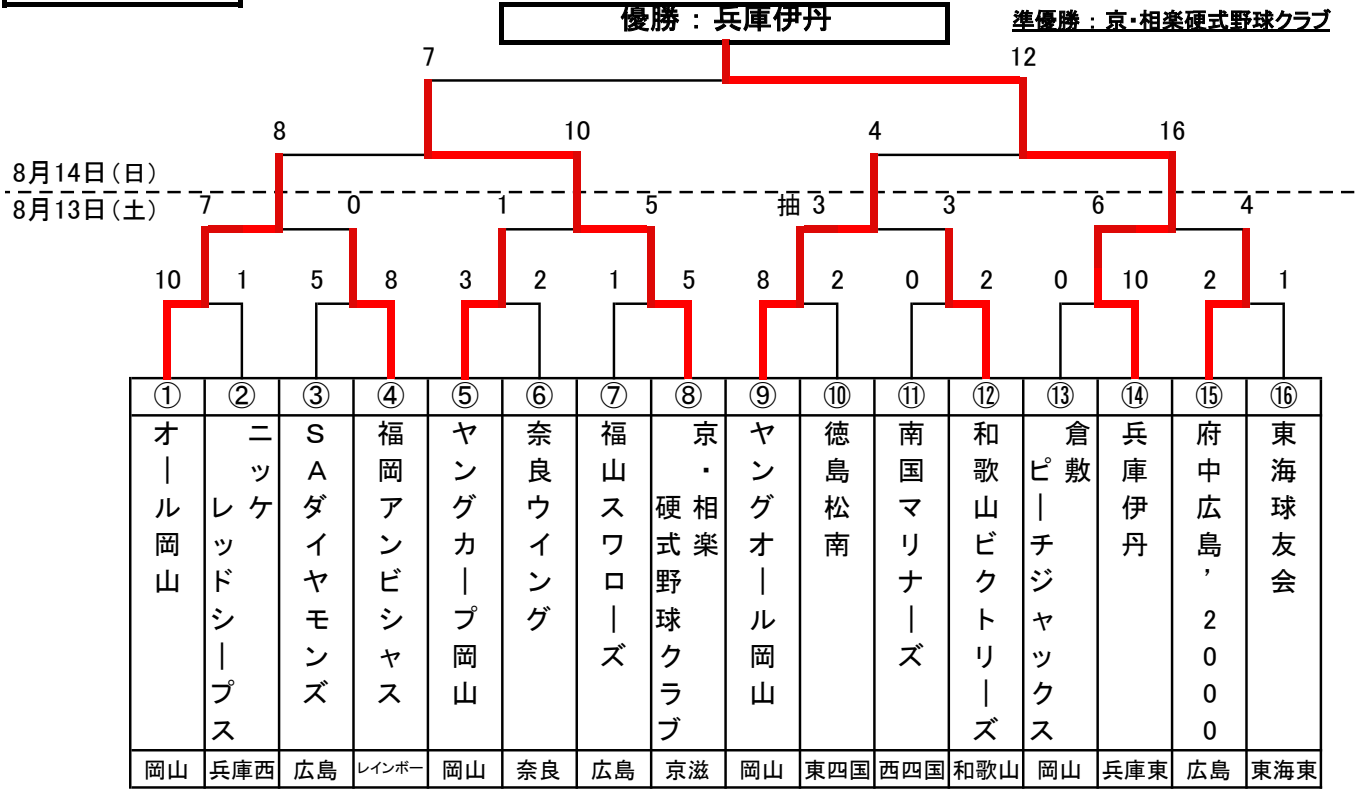 優勝：兵庫伊丹
準優勝：京・相楽硬式野球クラブ
7 12
8 10 4 16
8月14日（日）
8月13日（土）
7 0 1 5 抽 3 3 6 4
10 1 5 8 3 2 1 5 8 2 0 2 0 10 2 1
① ② ③ ④ ⑤ ⑥ ⑦ ⑧ ⑨ ⑩ ⑪ ⑫ ⑬ ⑭ ⑮ ⑯
オール岡山
ニッケ
レッドシープス
SAダイヤモンズ
福岡アンビシャス
ヤングカープ岡山
奈良ウイング
福山スワローズ
京・相楽
硬式野球クラブ
ヤングオール岡山
徳島松南
南国マリナーズ
和歌山ビクトリーズ
倉敷
ピーチジャックス
兵庫伊丹
府中広島’2000
東海球友会
岡山 兵庫西 広島 レインボー 岡山 奈良 広島 京滋 岡山 東四国 西四国 和歌山 岡山 兵庫東 広島 東海東